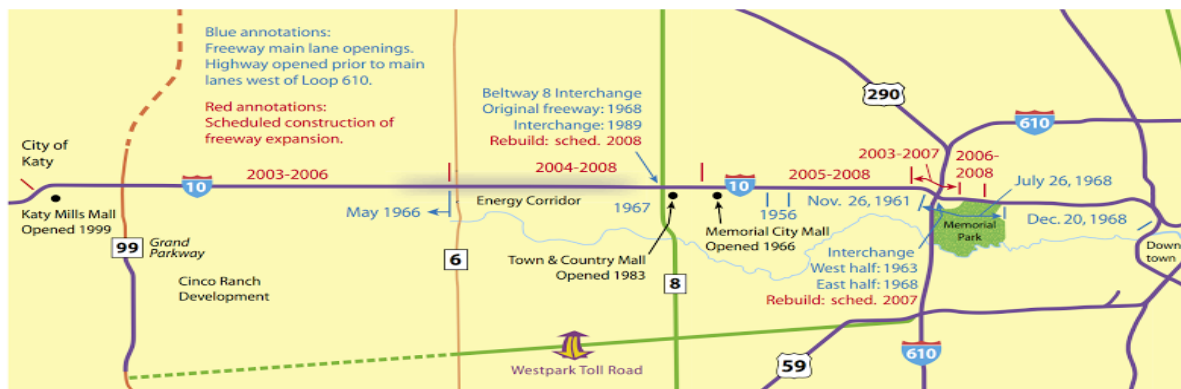 Blue annotations:
Freeway main lane openings.
Highway opened prior to main
lanes west of Loop 610.
Red annotations:
Scheduled construction of
freeway expansion.
Beltway 8 Interchange
Original freeway: 1968
Interchange: 1989
Rebuild: sched. 2008
290
610
City of
Katy
10
2003-2006
2004-2008
10
2005-2008
2003-2007
2006-
2008
July 26, 1968
Katy Mills Mall
Opened 1999
May 1966
Energy Corridor
1967
1956
Nov. 26, 1961
Memorial
Park
Dec. 20, 1968
Memorial City Mall
Opened 1966
99
Grand
Parkway
6
Town & Country Mall
Opened 1983
8
Interchange
West half: 1963
East half: 1968
Rebuild: sched. 2007
Down
town
Cinco Ranch
Development
Westpark Toll Road
59
610